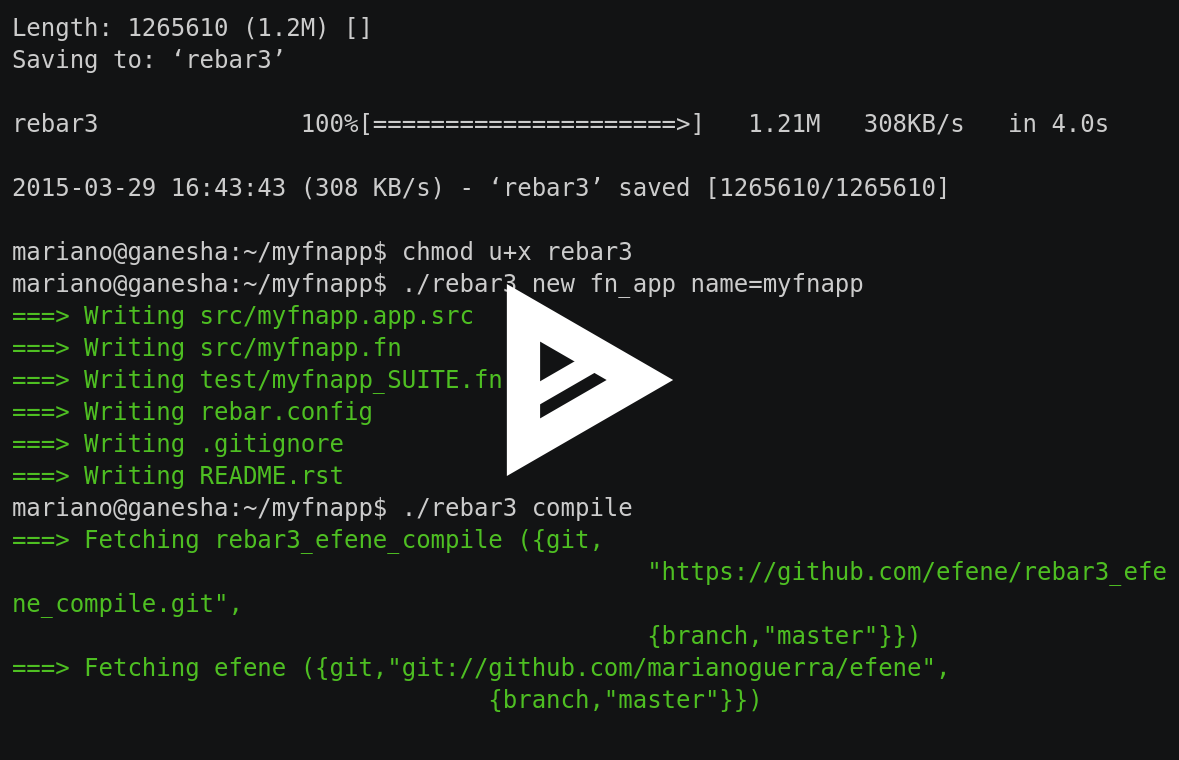 Length: 1265610 (1.2M) []
Saving to: ‘rebar3’
rebar3              100%[=====================>]   1.21M   308KB/s   in 4.0s
2015-03-29 16:43:43 (308 KB/s) - ‘rebar3’ saved [1265610/1265610]
mariano@ganesha:~/myfnapp$ chmod u+x rebar3
mariano@ganesha:~/myfnapp$ ./rebar3 new fn_app name=myfnapp
===> Writing src/myfnapp.app.src
===> Writing src/myfnapp.fn
===> Writing test/myfnapp_SUITE.fn
===> Writing rebar.config
===> Writing .gitignore
===> Writing README.rst
mariano@ganesha:~/myfnapp$ ./rebar3 compile
===> Fetching rebar3_efene_compile ({git,
"https://github.com/efene/rebar3_efe
ne_compile.git",
{branch,"master"}})
===> Fetching efene ({git,"git://github.com/marianoguerra/efene",
{branch,"master"}})